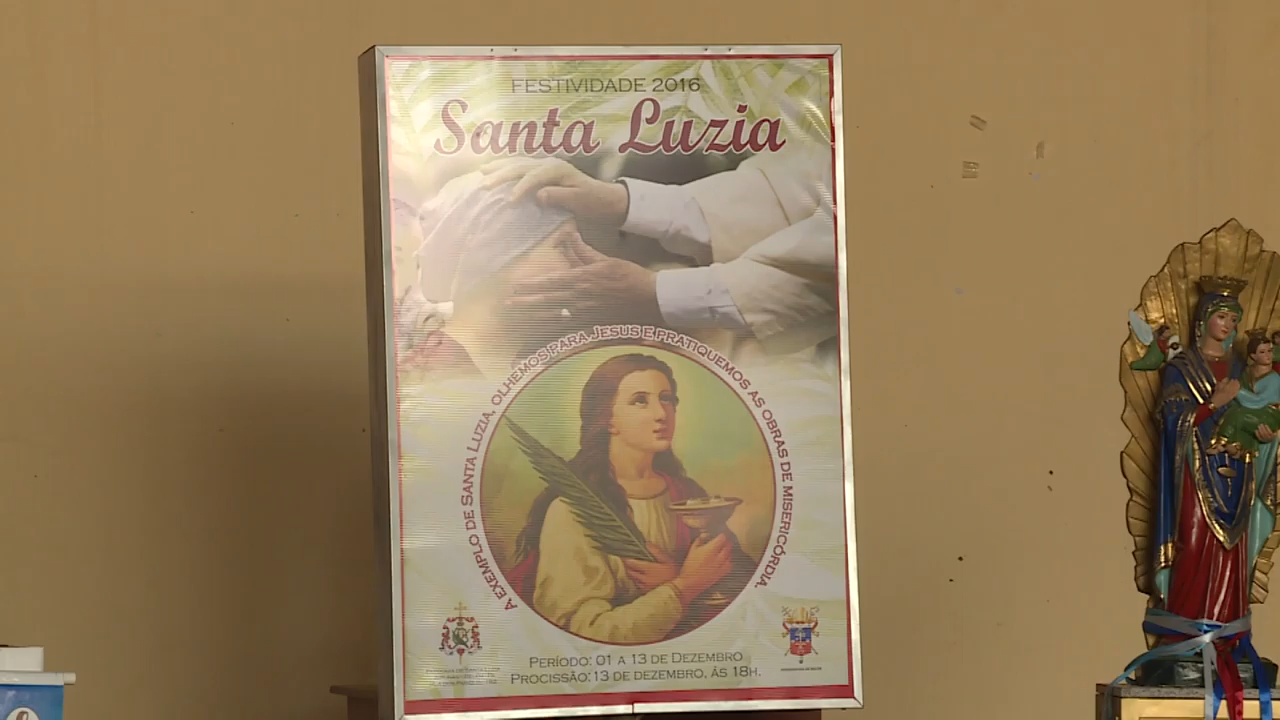 FESTIVIDADE 2016
Santa Luzia
A EXEMPLO DE SANTA LUZIA, OLHEMOS PARA JESUS E PRATIQUEMOS AS OBRAS DE MISERICÓRDIA.
PERÍODO: 01 A 13 DE DEZEMBRO
PROCISSÃO: 13 DE DEZEMBRO, ÁS 18H.